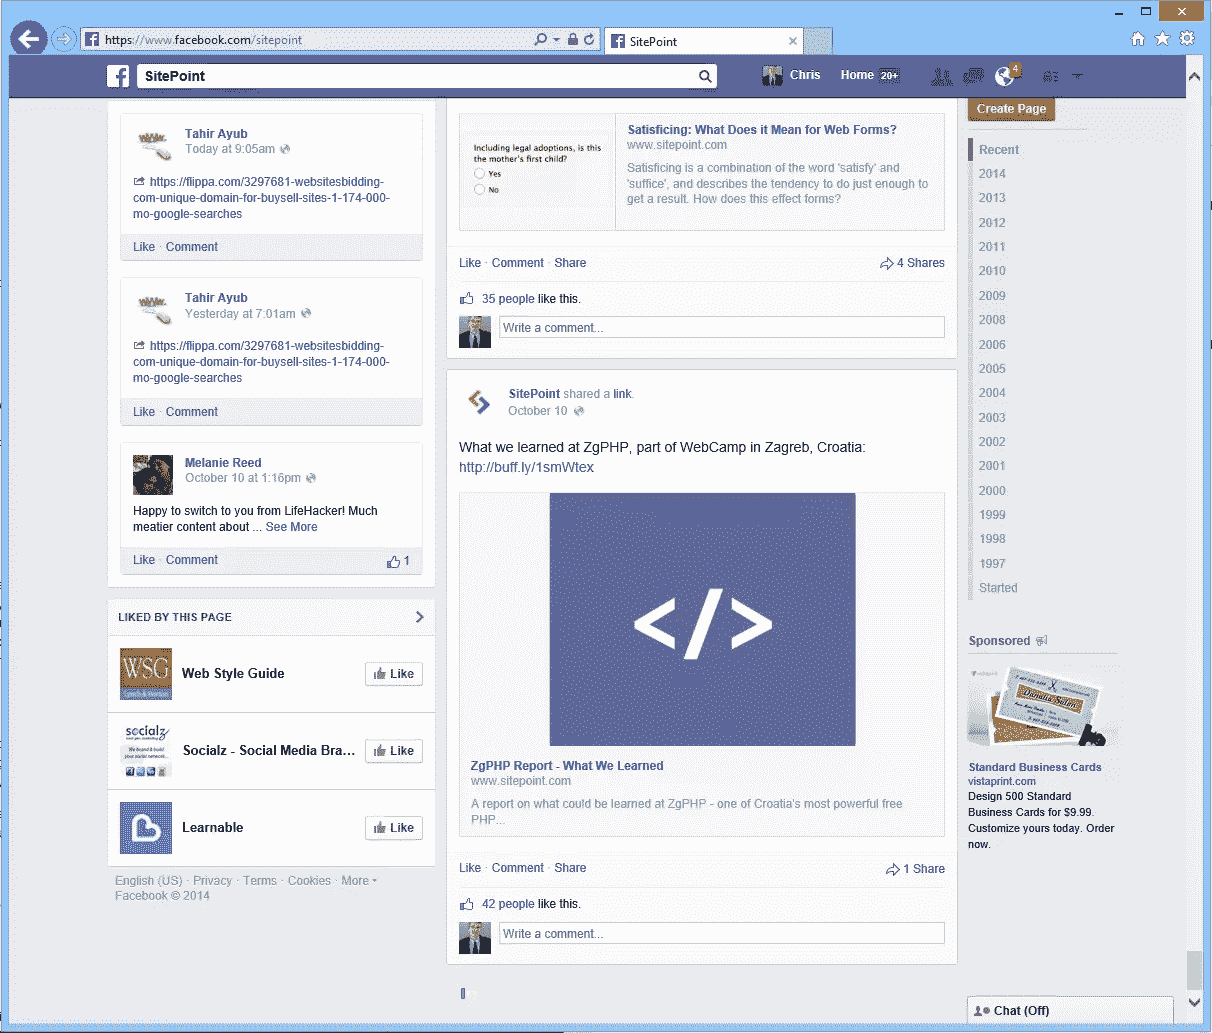 https://www.facebook.com/sitepoint
SitePoint
SitePoint
Chris
Home 20+
4
Tahir Ayub
Today at 9:05am
https://flippa.com/3297681-websitesbidding-
com-unique-domain-for-buysell-sites-1-174-000-
mo-google-searches
Like · Comment
Tahir Ayub
Yesterday at 7:01am
https://flippa.com/3297681-websitesbidding-
com-unique-domain-for-buysell-sites-1-174-000-
mo-google-searches
Like · Comment
Melanie Reed
October 10 at 1:16pm
Happy to switch to you from LifeHacker! Much
meatier content about ... See More
Like · Comment
1
LIKED BY THIS PAGE
WSG
Web Style Guide
Like
socialz
Socialz - Social Media Bra...
Like
Learnable
Like
English (US) · Privacy · Terms · Cookies · More
Facebook © 2014
Including legal adoptions, is this
the mother's first child?
Yes
No
Satisficing: What Does it Mean for Web Forms?
www.sitepoint.com
Satisficing is a combination of the word 'satisfy' and
'suffice', and describes the tendency to do just enough to
get a result. How does this effect forms?
Like · Comment · Share
4 Shares
35 people like this.
Write a comment...
SitePoint shared a link.
October 10
What we learned at ZgPHP, part of WebCamp in Zagreb, Croatia:
http://buff.ly/1smWtex
</>
ZgPHP Report - What We Learned
www.sitepoint.com
A report on what could be learned at ZgPHP - one of Croatia's most powerful free
PHP...
Like · Comment · Share
1 Share
42 people like this.
Write a comment...
Create Page
Recent
2014
2013
2012
2011
2010
2009
2008
2006
2005
2004
2003
2002
2001
2000
1999
1998
1997
Started
Sponsored
Standard Business Cards
vistaprint.com
Design 500 Standard
Business Cards for $9.99.
Customize yours today. Order
now.
Chat (Off)